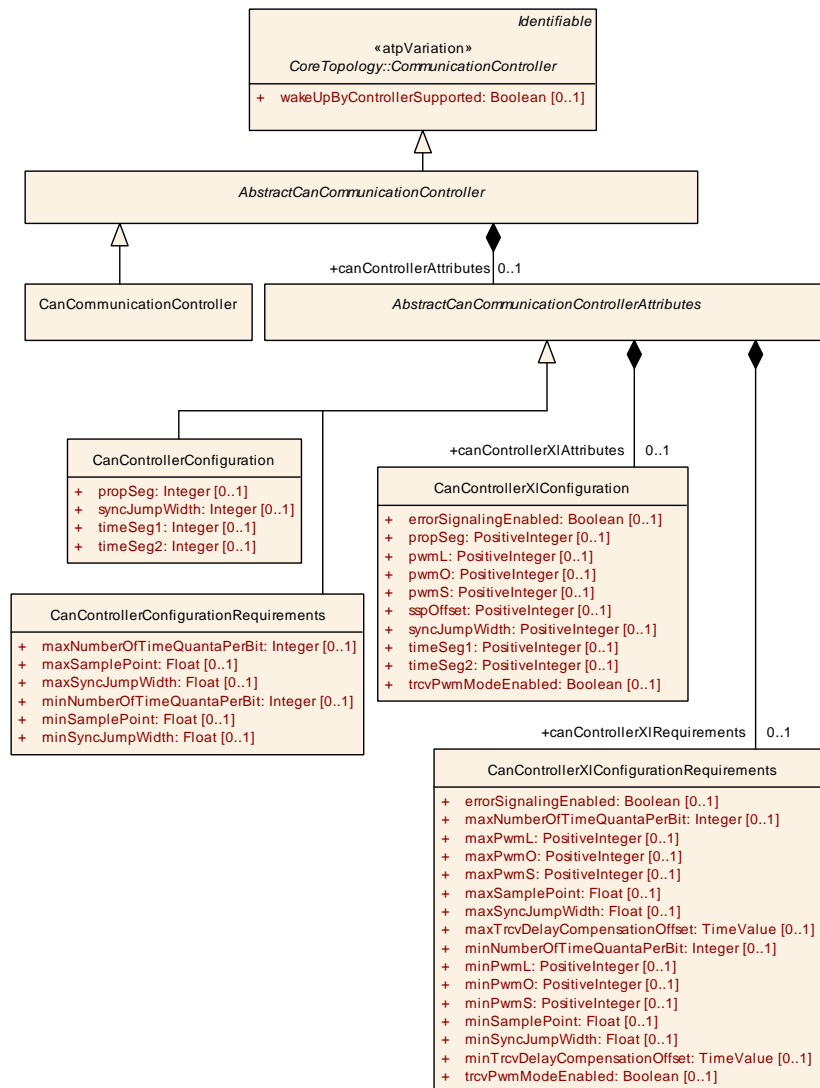 Identifiable
«atpVariation»
CoreTopology::CommunicationController
+ wakeUpByControllerSupported: Boolean [0..1]
AbstractCanCommunicationController
+canControllerAttributes 0..1
CanCommunicationController
AbstractCanCommunicationControllerAttributes
+canControllerXlAttributes 0..1
CanControllerConfiguration
+ propSeg: Integer [0..1]
+ syncJumpWidth: Integer [0..1]
+ timeSeg1: Integer [0..1]
+ timeSeg2: Integer [0..1]
CanControllerXlConfiguration
+ errorSignalingEnabled: Boolean [0..1]
+ propSeg: PositiveInteger [0..1]
+ pwmL: PositiveInteger [0..1]
+ pwmO: PositiveInteger [0..1]
+ pwmS: PositiveInteger [0..1]
+ sspOffset: PositiveInteger [0..1]
+ syncJumpWidth: PositiveInteger [0..1]
+ timeSeg1: PositiveInteger [0..1]
+ timeSeg2: PositiveInteger [0..1]
+ trcvPwmModeEnabled: Boolean [0..1]
CanControllerConfigurationRequirements
+ maxNumberOfTimeQuantaPerBit: Integer [0..1]
+ maxSamplePoint: Float [0..1]
+ maxSyncJumpWidth: Float [0..1]
+ minNumberOfTimeQuantaPerBit: Integer [0..1]
+ minSamplePoint: Float [0..1]
+ minSyncJumpWidth: Float [0..1]
+canControllerXlRequirements 0..1
CanControllerXlConfigurationRequirements
+ errorSignalingEnabled: Boolean [0..1]
+ maxNumberOfTimeQuantaPerBit: Integer [0..1]
+ maxPwmL: PositiveInteger [0..1]
+ maxPwmO: PositiveInteger [0..1]
+ maxPwmS: PositiveInteger [0..1]
+ maxSamplePoint: Float [0..1]
+ maxSyncJumpWidth: Float [0..1]
+ maxTrcvDelayCompensationOffset: TimeValue [0..1]
+ minNumberOfTimeQuantaPerBit: Integer [0..1]
+ minPwmL: PositiveInteger [0..1]
+ minPwmO: PositiveInteger [0..1]
+ minPwmS: PositiveInteger [0..1]
+ minSamplePoint: Float [0..1]
+ minSyncJumpWidth: Float [0..1]
+ minTrcvDelayCompensationOffset: TimeValue [0..1]
+ trcvPwmModeEnabled: Boolean [0..1]